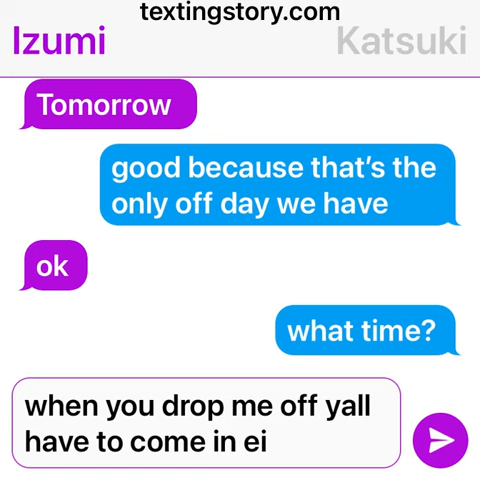 textingstory.com
Izumi
Katsuki
Tomorrow
good because that’s the
only off day we have
ok
what time?
when you drop me off yall
have to come in ei